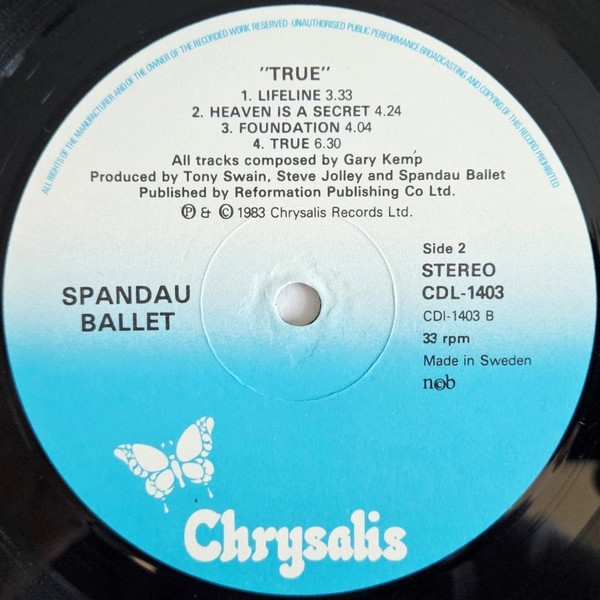 ALL RIGHTS OF THE MANUFACTURER AND OF THE OWNER OF THE RECORDED WORK RESERVED · UNAUTHORISED PUBLIC PERFORMANCE BROADCASTING AND COPYING OF THIS RECORD PROHIBITED
"TRUE"
1. LIFELINE 3.33
2. HEAVEN IS A SECRET 4.24
3. FOUNDATION 4.04
4. TRUE 6.30
All tracks composed by Gary Kemp
Produced by Tony Swain, Steve Jolley and Spandau Ballet
Published by Reformation Publishing Co Ltd.
℗ & © 1983 Chrysalis Records Ltd.
SPANDAU
BALLET
Side 2
STEREO
CDL-1403
CDI-1403 B
33 rpm
Made in Sweden
n©b
Chrysalis